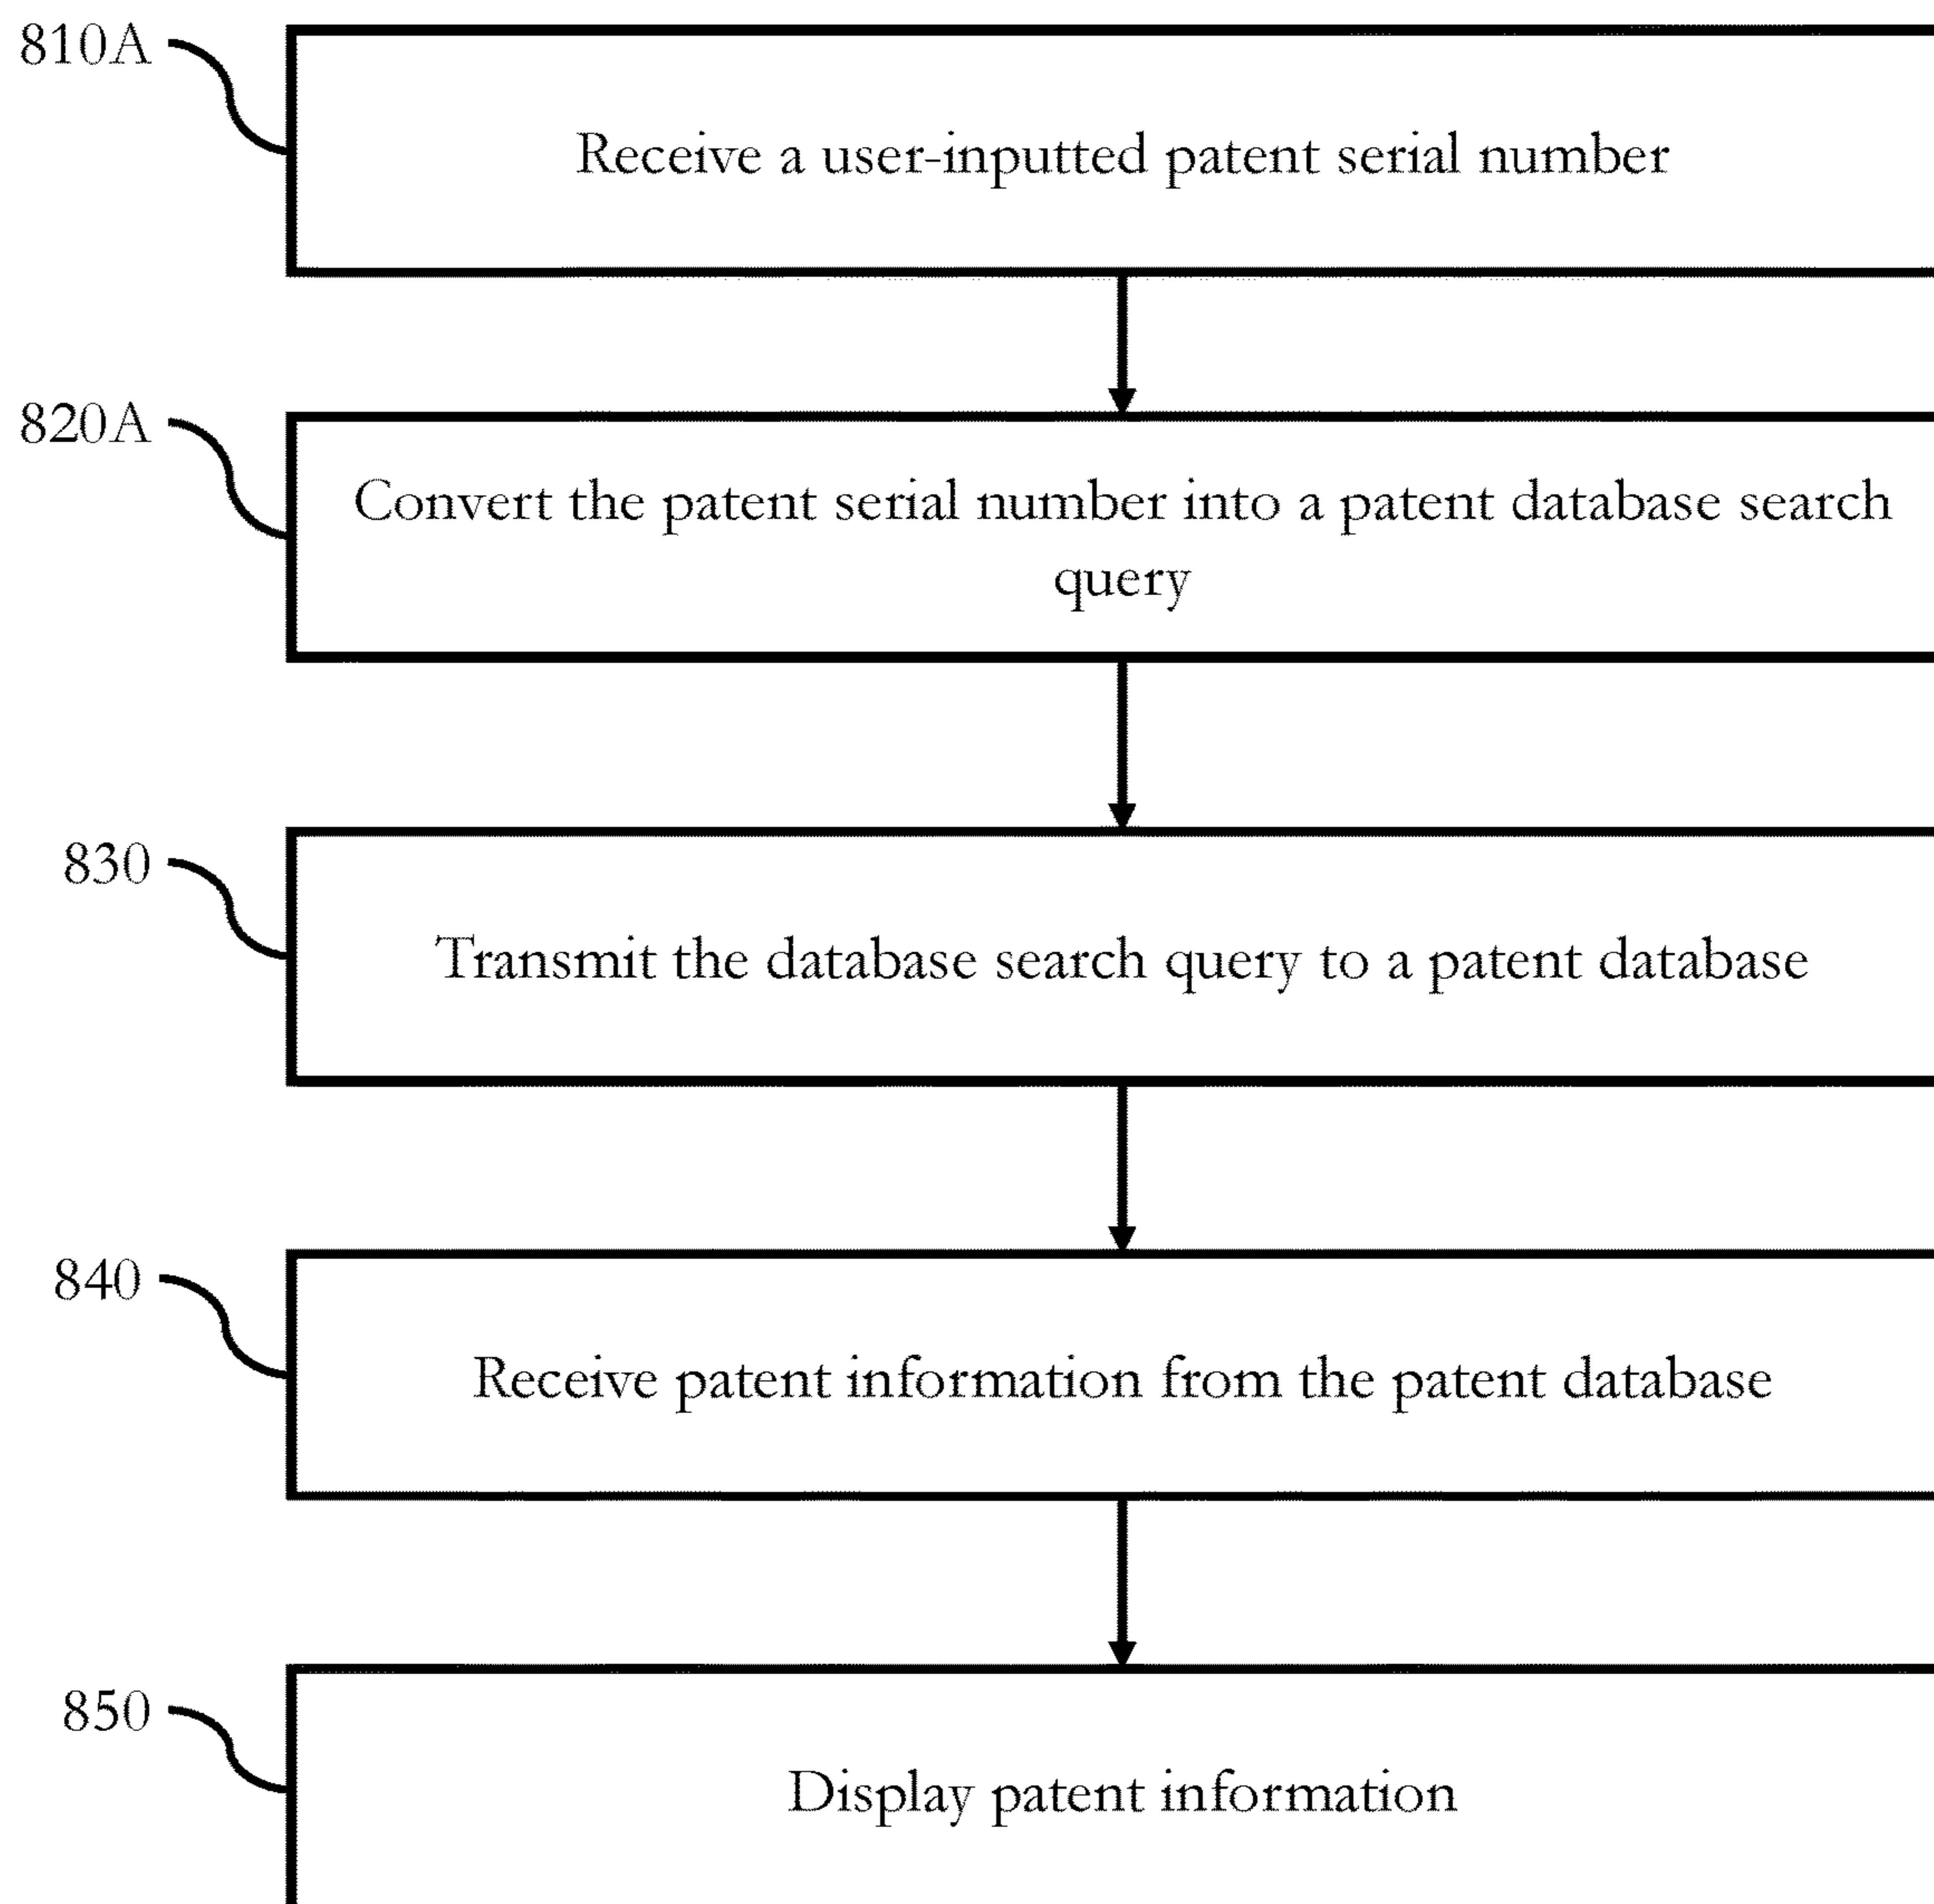 810A
Receive a user-inputted patent serial number
820A
Convert the patent serial number into a patent database search
query
830
Transmit the database search query to a patent database
840
Receive patent information from the patent database
850
Display patent information